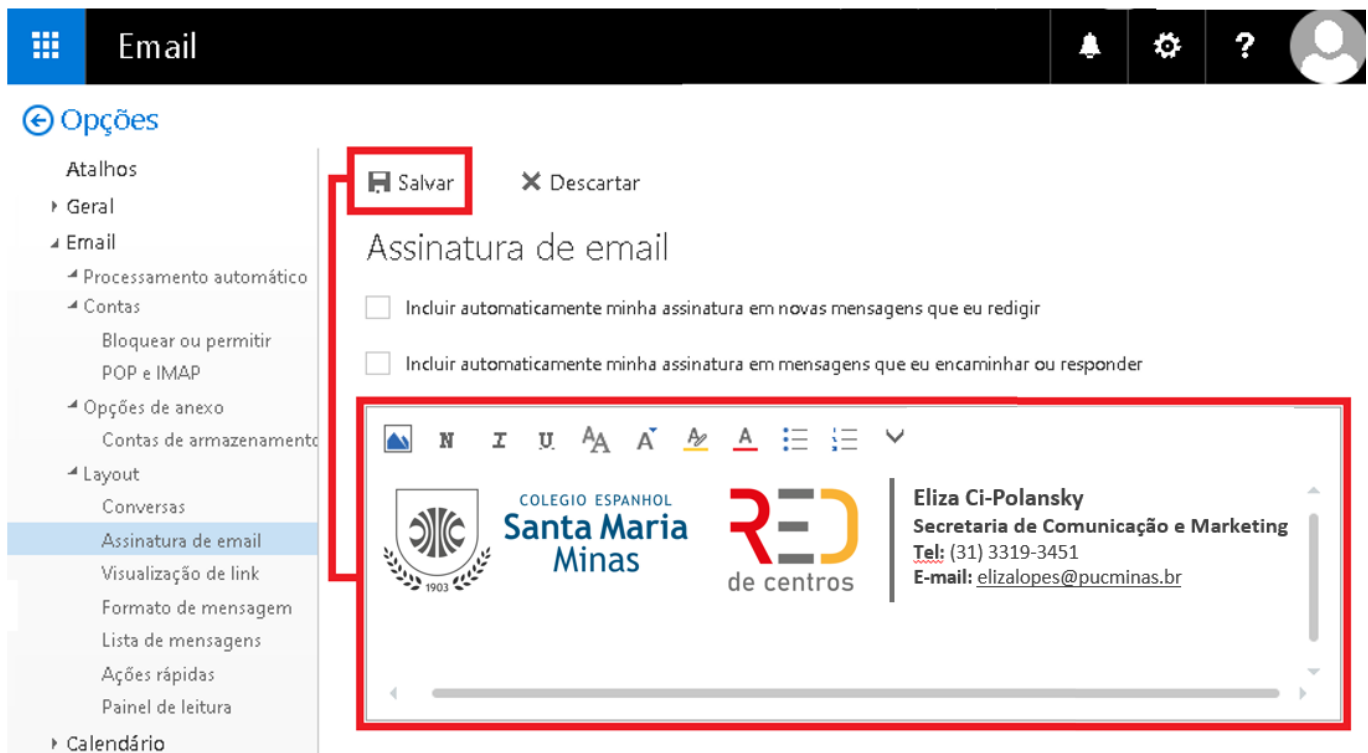 Email
?
Opções
Atalhos
Geral
Email
Processamento automático
Contas
Bloquear ou permitir
POP e IMAP
Opções de anexo
Contas de armazenamento
Layout
Conversas
Assinatura de email
Visualização de link
Formato de mensagem
Lista de mensagens
Ações rápidas
Painel de leitura
Calendário
Salvar Descartar
Assinatura de email
Incluir automaticamente minha assinatura em novas mensagens que eu redigir
Incluir automaticamente minha assinatura em mensagens que eu encaminhar ou responder
N I U AA A A A
1903
COLEGIO ESPANHOL
Santa Maria
Minas
RED
de centros
Eliza Ci-Polansky
Secretaria de Comunicação e Marketing
Tel: (31) 3319-3451
E-mail: elizalopes@pucminas.br